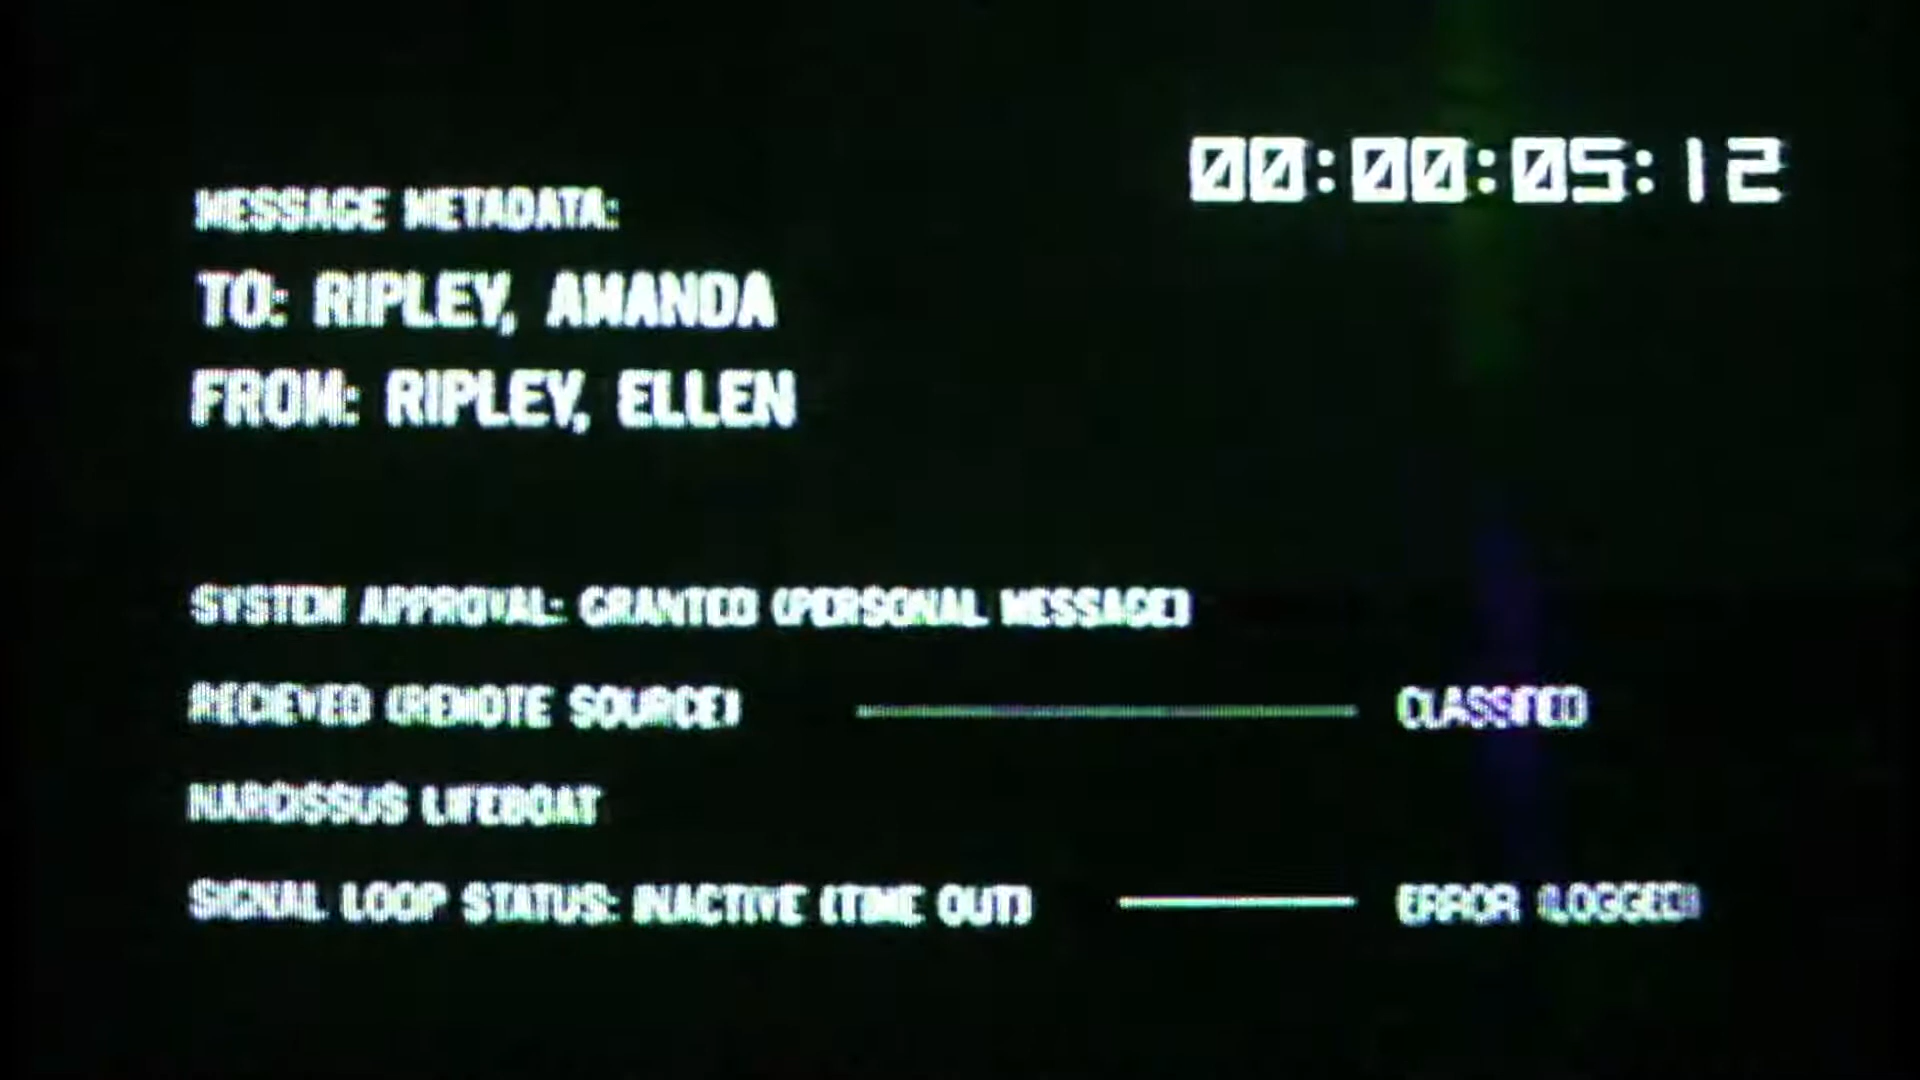 00:00:05:12
MESSAGE METADATA:
TO: RIPLEY, AMANDA
FROM: RIPLEY, ELLEN
SYSTEM APPROVAL: GRANTED (PERSONAL MESSAGE)
RECIEVED (REMOTE SOURCE) CLASSIFIED
NARCISSUS LIFEBOAT
SIGNAL LOOP STATUS: INACTIVE (TIME OUT) ERROR (LOGGED)